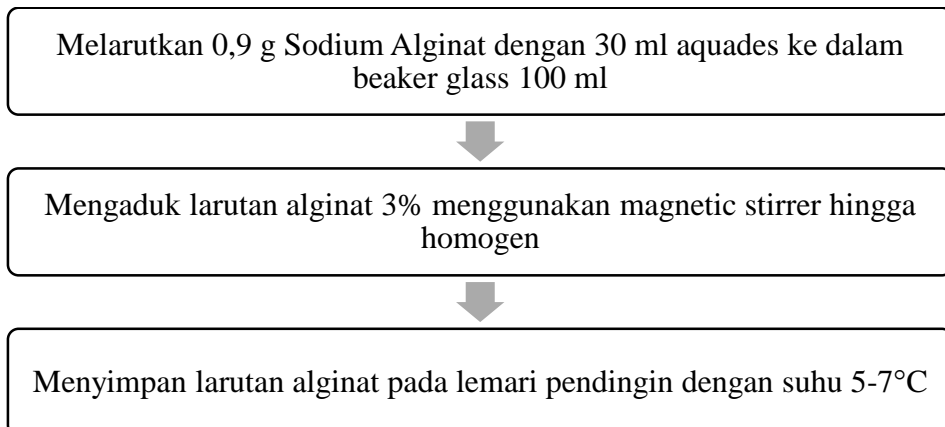 Melarutkan 0,9 g Sodium Alginat dengan 30 ml aquades ke dalam
beaker glass 100 ml
Mengaduk larutan alginat 3% menggunakan magnetic stirrer hingga
homogen
Menyimpan larutan alginat pada lemari pendingin dengan suhu 5-7°C